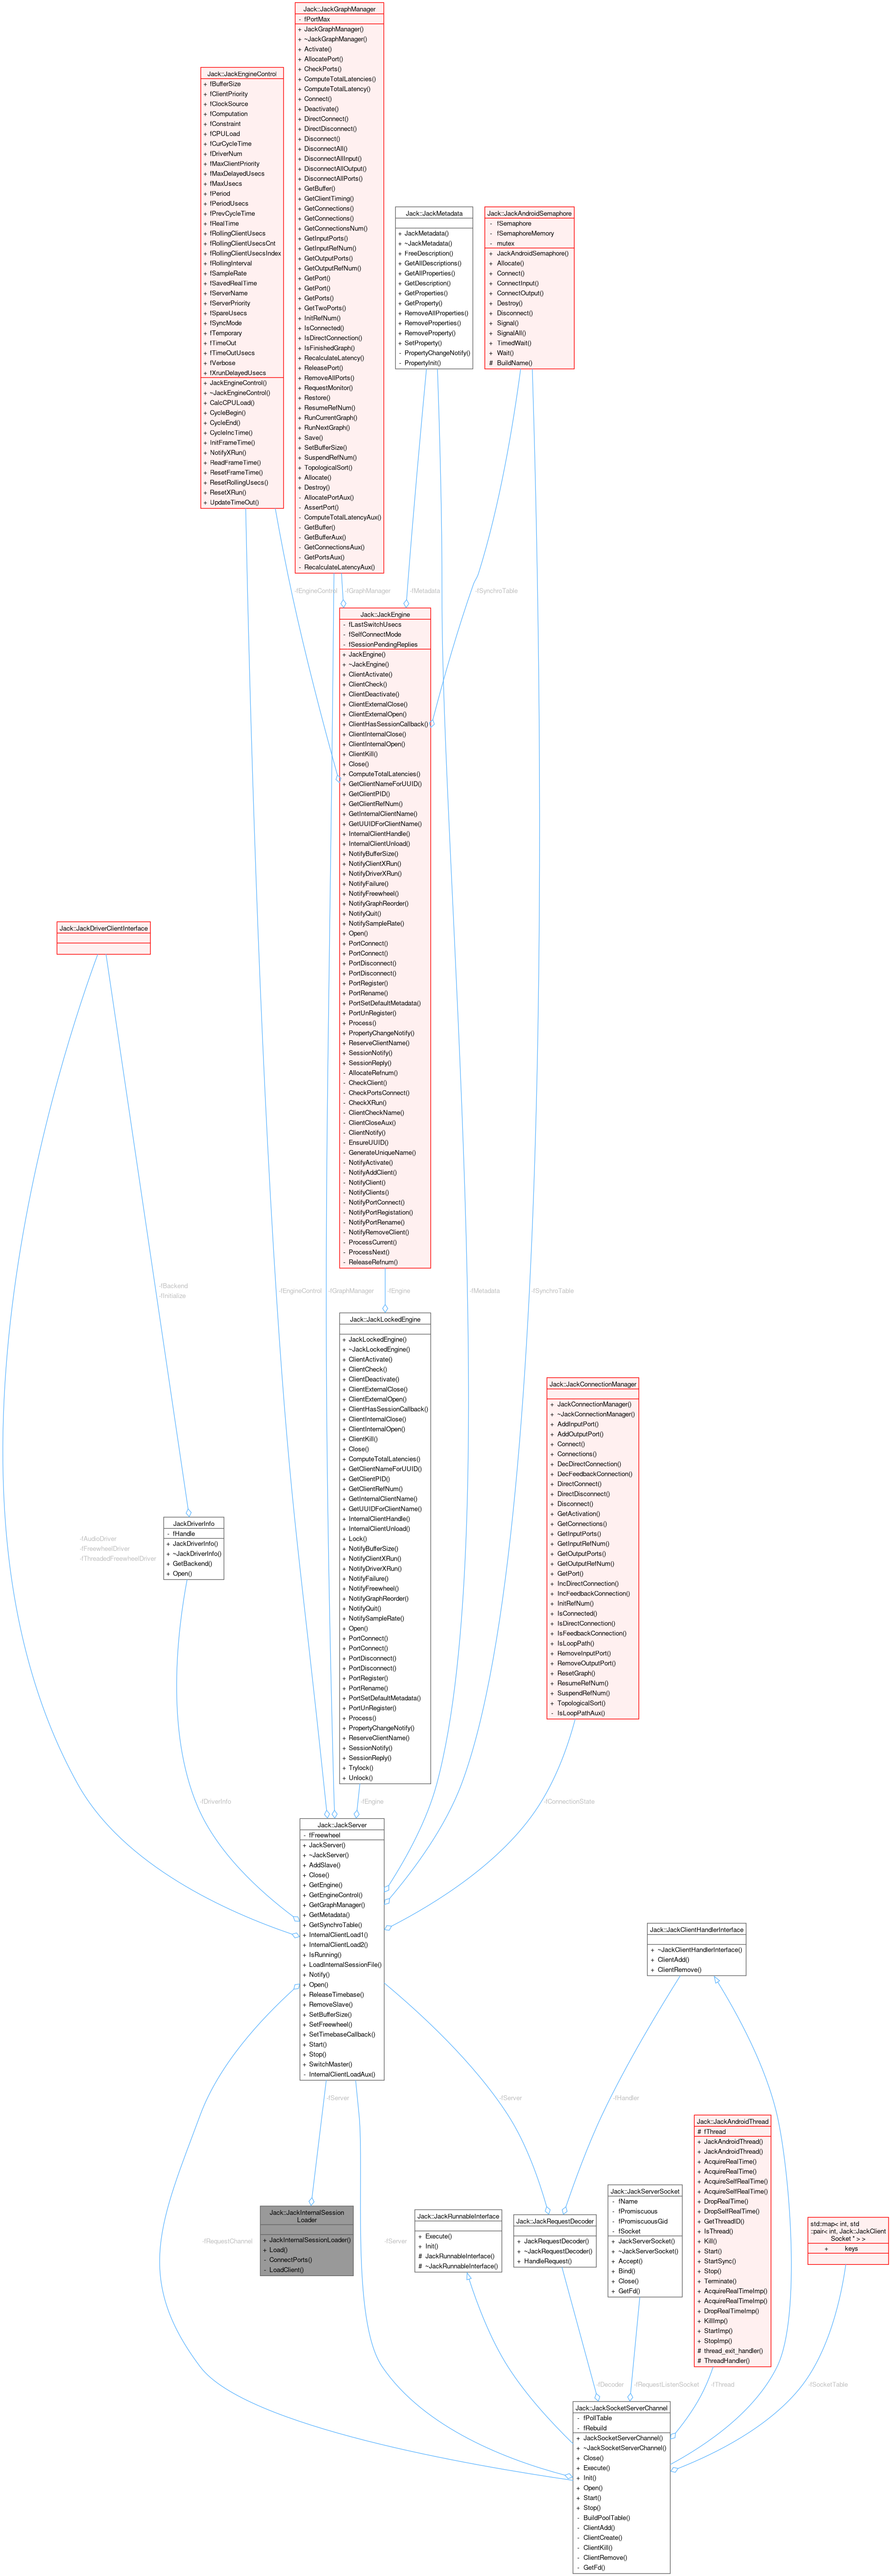 Jack::JackGraphManager
- fPortMax
+ JackGraphManager()
+ ~JackGraphManager()
+ Activate()
+ AllocatePort()
+ CheckPorts()
+ ComputeTotalLatencies()
+ ComputeTotalLatency()
+ Connect()
+ Deactivate()
+ DirectConnect()
+ DirectDisconnect()
+ Disconnect()
+ DisconnectAll()
+ DisconnectAllInput()
+ DisconnectAllOutput()
+ DisconnectAllPorts()
+ GetBuffer()
+ GetClientTiming()
+ GetConnections()
+ GetConnections()
+ GetConnectionsNum()
+ GetInputPorts()
+ GetInputRefNum()
+ GetOutputPorts()
+ GetOutputRefNum()
+ GetPort()
+ GetPort()
+ GetPorts()
+ GetTwoPorts()
+ InitRefNum()
+ IsConnected()
+ IsDirectConnection()
+ IsFinishedGraph()
+ RecalculateLatency()
+ ReleasePort()
+ RemoveAllPorts()
+ RequestMonitor()
+ Restore()
+ ResumeRefNum()
+ RunCurrentGraph()
+ RunNextGraph()
+ Save()
+ SetBufferSize()
+ SuspendRefNum()
+ TopologicalSort()
+ Allocate()
+ Destroy()
- AllocatePortAux()
- AssertPort()
- ComputeTotalLatencyAux()
- GetBuffer()
- GetBufferAux()
- GetConnectionsAux()
- GetPortsAux()
- RecalculateLatencyAux()
Jack::JackEngineControl
+ fBufferSize
+ fClientPriority
+ fClockSource
+ fComputation
+ fConstraint
+ fCPULoad
+ fCurCycleTime
+ fDriverNum
+ fMaxClientPriority
+ fMaxDelayedUsecs
+ fMaxUsecs
+ fPeriod
+ fPeriodUsecs
+ fPrevCycleTime
+ fRealTime
+ fRollingClientUsecs
+ fRollingClientUsecsCnt
+ fRollingClientUsecsIndex
+ fRollingInterval
+ fSampleRate
+ fSavedRealTime
+ fServerName
+ fServerPriority
+ fSpareUsecs
+ fSyncMode
+ fTemporary
+ fTimeOut
+ fTimeOutUsecs
+ fVerbose
+ fXrunDelayedUsecs
+ JackEngineControl()
+ ~JackEngineControl()
+ CalcCPULoad()
+ CycleBegin()
+ CycleEnd()
+ CycleIncTime()
+ InitFrameTime()
+ NotifyXRun()
+ ReadFrameTime()
+ ResetFrameTime()
+ ResetRollingUsecs()
+ ResetXRun()
+ UpdateTimeOut()
Jack::JackMetadata
+ JackMetadata()
+ ~JackMetadata()
+ FreeDescription()
+ GetAllDescriptions()
+ GetAllProperties()
+ GetDescription()
+ GetProperties()
+ GetProperty()
+ RemoveAllProperties()
+ RemoveProperties()
+ RemoveProperty()
+ SetProperty()
- PropertyChangeNotify()
- PropertyInit()
Jack::JackAndroidSemaphore
- fSemaphore
- fSemaphoreMemory
- mutex
+ JackAndroidSemaphore()
+ Allocate()
+ Connect()
+ ConnectInput()
+ ConnectOutput()
+ Destroy()
+ Disconnect()
+ Signal()
+ SignalAll()
+ TimedWait()
+ Wait()
# BuildName()
-fEngineControl
-fGraphManager
-fMetadata
-fSynchroTable
Jack::JackEngine
- fLastSwitchUsecs
- fSelfConnectMode
- fSessionPendingReplies
+ JackEngine()
+ ~JackEngine()
+ ClientActivate()
+ ClientCheck()
+ ClientDeactivate()
+ ClientExternalClose()
+ ClientExternalOpen()
+ ClientHasSessionCallback()
+ ClientInternalClose()
+ ClientInternalOpen()
+ ClientKill()
+ Close()
+ ComputeTotalLatencies()
+ GetClientNameForUUID()
+ GetClientPID()
+ GetClientRefNum()
+ GetInternalClientName()
+ GetUUIDForClientName()
+ InternalClientHandle()
+ InternalClientUnload()
+ NotifyBufferSize()
+ NotifyClientXRun()
+ NotifyDriverXRun()
+ NotifyFailure()
+ NotifyFreewheel()
+ NotifyGraphReorder()
+ NotifyQuit()
+ NotifySampleRate()
+ Open()
+ PortConnect()
+ PortConnect()
+ PortDisconnect()
+ PortDisconnect()
+ PortRegister()
+ PortRename()
+ PortSetDefaultMetadata()
+ PortUnRegister()
+ Process()
+ PropertyChangeNotify()
+ ReserveClientName()
+ SessionNotify()
+ SessionReply()
- AllocateRefnum()
- CheckClient()
- CheckPortsConnect()
- CheckXRun()
- ClientCheckName()
- ClientCloseAux()
- ClientNotify()
- EnsureUUID()
- GenerateUniqueName()
- NotifyActivate()
- NotifyAddClient()
- NotifyClient()
- NotifyClients()
- NotifyPortConnect()
- NotifyPortRegistation()
- NotifyPortRename()
- NotifyRemoveClient()
- ProcessCurrent()
- ProcessNext()
- ReleaseRefnum()
Jack::JackDriverClientInterface
-fBackend
-fInitialize
-fEngineControl
-fGraphManager
-fEngine
-fMetadata
-fSynchroTable
Jack::JackLockedEngine
+ JackLockedEngine()
+ ~JackLockedEngine()
+ ClientActivate()
+ ClientCheck()
+ ClientDeactivate()
+ ClientExternalClose()
+ ClientExternalOpen()
+ ClientHasSessionCallback()
+ ClientInternalClose()
+ ClientInternalOpen()
+ ClientKill()
+ Close()
+ ComputeTotalLatencies()
+ GetClientNameForUUID()
+ GetClientPID()
+ GetClientRefNum()
+ GetInternalClientName()
+ GetUUIDForClientName()
+ InternalClientHandle()
+ InternalClientUnload()
+ Lock()
+ NotifyBufferSize()
+ NotifyClientXRun()
+ NotifyDriverXRun()
+ NotifyFailure()
+ NotifyFreewheel()
+ NotifyGraphReorder()
+ NotifyQuit()
+ NotifySampleRate()
+ Open()
+ PortConnect()
+ PortConnect()
+ PortDisconnect()
+ PortDisconnect()
+ PortRegister()
+ PortRename()
+ PortSetDefaultMetadata()
+ PortUnRegister()
+ Process()
+ PropertyChangeNotify()
+ ReserveClientName()
+ SessionNotify()
+ SessionReply()
+ Trylock()
+ Unlock()
Jack::JackConnectionManager
+ JackConnectionManager()
+ ~JackConnectionManager()
+ AddInputPort()
+ AddOutputPort()
+ Connect()
+ Connections()
+ DecDirectConnection()
+ DecFeedbackConnection()
+ DirectConnect()
+ DirectDisconnect()
+ Disconnect()
+ GetActivation()
+ GetConnections()
+ GetInputPorts()
+ GetInputRefNum()
+ GetOutputPorts()
+ GetOutputRefNum()
+ GetPort()
+ IncDirectConnection()
+ IncFeedbackConnection()
+ InitRefNum()
+ IsConnected()
+ IsDirectConnection()
+ IsFeedbackConnection()
+ IsLoopPath()
+ RemoveInputPort()
+ RemoveOutputPort()
+ ResetGraph()
+ ResumeRefNum()
+ SuspendRefNum()
+ TopologicalSort()
- IsLoopPathAux()
JackDriverInfo
- fHandle
+ JackDriverInfo()
+ ~JackDriverInfo()
+ GetBackend()
+ Open()
-fAudioDriver
-fFreewheelDriver
-fThreadedFreewheelDriver
-fDriverInfo
-fEngine
-fConnectionState
Jack::JackServer
- fFreewheel
+ JackServer()
+ ~JackServer()
+ AddSlave()
+ Close()
+ GetEngine()
+ GetEngineControl()
+ GetGraphManager()
+ GetMetadata()
+ GetSynchroTable()
+ InternalClientLoad1()
+ InternalClientLoad2()
+ IsRunning()
+ LoadInternalSessionFile()
+ Notify()
+ Open()
+ ReleaseTimebase()
+ RemoveSlave()
+ SetBufferSize()
+ SetFreewheel()
+ SetTimebaseCallback()
+ Start()
+ Stop()
+ SwitchMaster()
- InternalClientLoadAux()
Jack::JackClientHandlerInterface
+ ~JackClientHandlerInterface()
+ ClientAdd()
+ ClientRemove()
-fServer
-fServer
-fHandler
Jack::JackInternalSession
Loader
+ JackInternalSessionLoader()
+ Load()
- ConnectPorts()
- LoadClient()
-fRequestChannel
-fServer
Jack::JackRunnableInterface
+ Execute()
+ Init()
# JackRunnableInterface()
# ~JackRunnableInterface()
Jack::JackRequestDecoder
+ JackRequestDecoder()
+ ~JackRequestDecoder()
+ HandleRequest()
Jack::JackServerSocket
- fName
- fPromiscuous
- fPromiscuousGid
- fSocket
+ JackServerSocket()
+ ~JackServerSocket()
+ Accept()
+ Bind()
+ Close()
+ GetFd()
Jack::JackAndroidThread
# fThread
+ JackAndroidThread()
+ JackAndroidThread()
+ AcquireRealTime()
+ AcquireRealTime()
+ AcquireSelfRealTime()
+ AcquireSelfRealTime()
+ DropRealTime()
+ DropSelfRealTime()
+ GetThreadID()
+ IsThread()
+ Kill()
+ Start()
+ StartSync()
+ Stop()
+ Terminate()
+ AcquireRealTimeImp()
+ AcquireRealTimeImp()
+ DropRealTimeImp()
+ KillImp()
+ StartImp()
+ StopImp()
# thread_exit_handler()
# ThreadHandler()
std::map< int, std
::pair< int, Jack::JackClient
Socket * > >
+ keys
-fDecoder
-fRequestListenSocket
-fThread
-fSocketTable
Jack::JackSocketServerChannel
- fPollTable
- fRebuild
+ JackSocketServerChannel()
+ ~JackSocketServerChannel()
+ Close()
+ Execute()
+ Init()
+ Open()
+ Start()
+ Stop()
- BuildPoolTable()
- ClientAdd()
- ClientCreate()
- ClientKill()
- ClientRemove()
- GetFd()